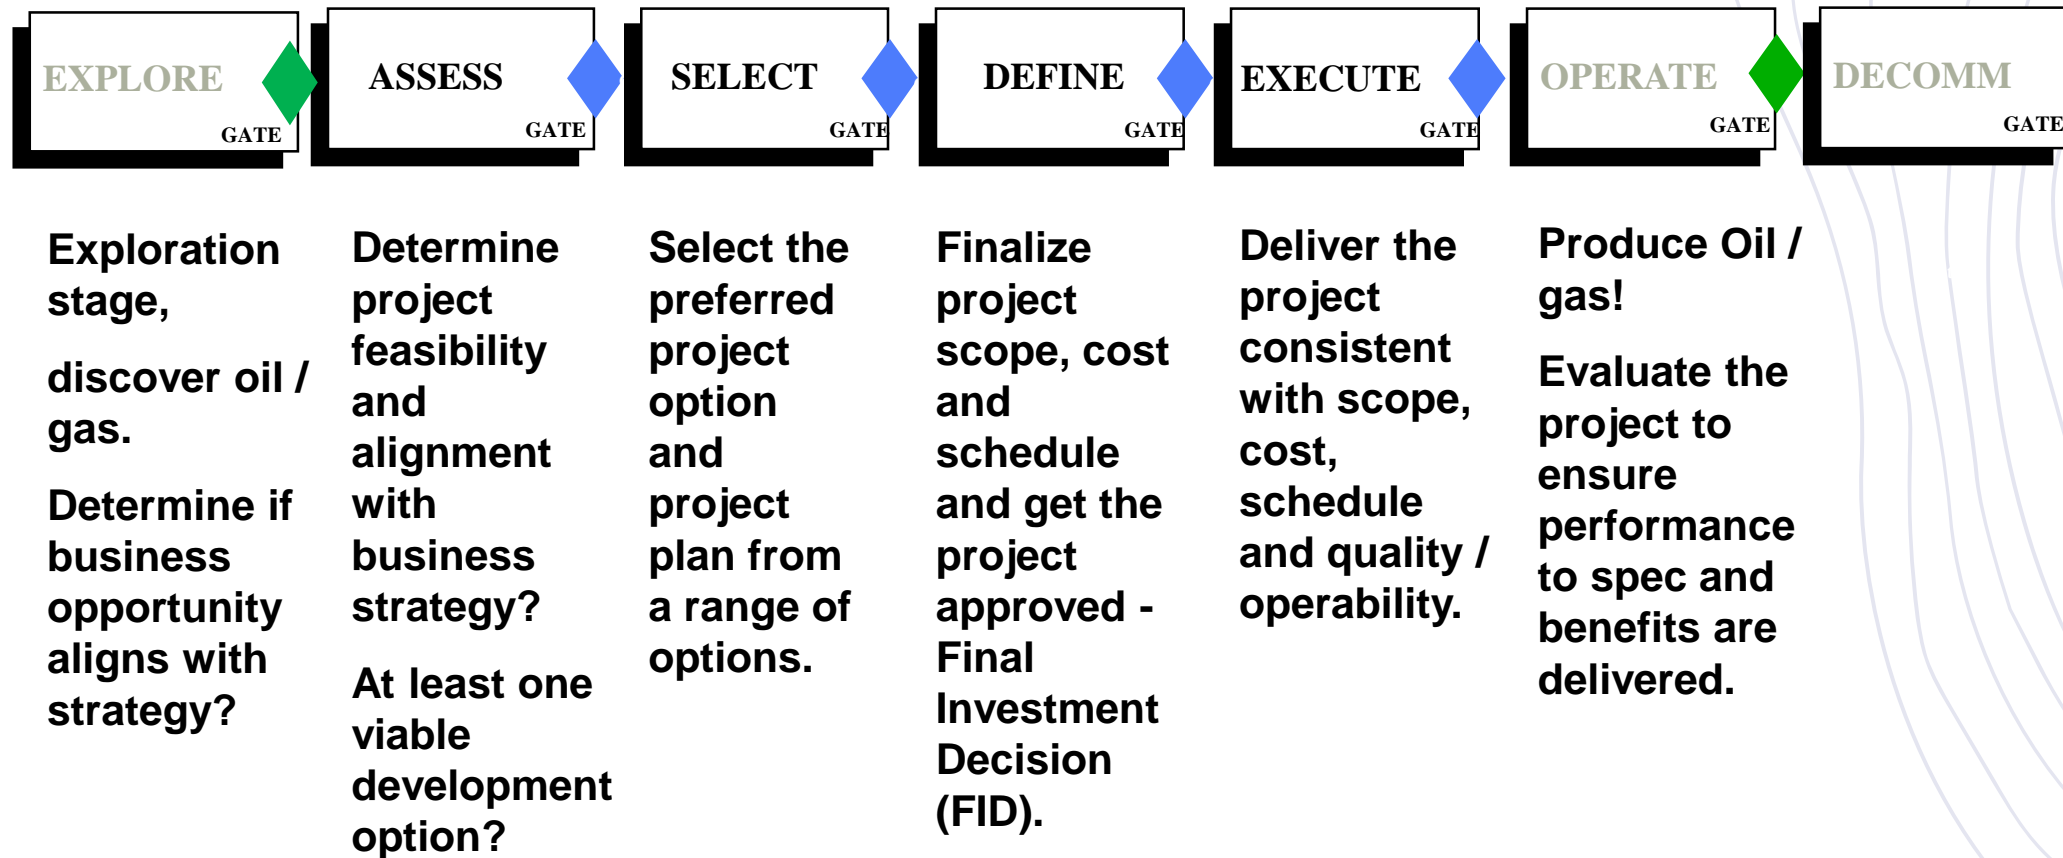 EXPLORE
GATE
ASSESS
GATE
SELECT
GATE
DEFINE
GATE
EXECUTE
GATE
OPERATE
GATE
DECOMM
GATE
Exploration
stage,
discover oil /
gas.
Determine if
business
opportunity
aligns with
strategy?
Determine
project
feasibility
and
alignment
with
business
strategy?
At least one
viable
development
option?
Select the
preferred
project
option
and
project
plan from
a range of
options.
Finalize
project
scope, cost
and
schedule
and get the
project
approved -
Final
Investment
Decision
(FID).
Deliver the
project
consistent
with scope,
cost,
schedule
and quality /
operability.
Produce Oil /
gas!
Evaluate the
project to
ensure
performance
to spec and
benefits are
delivered.